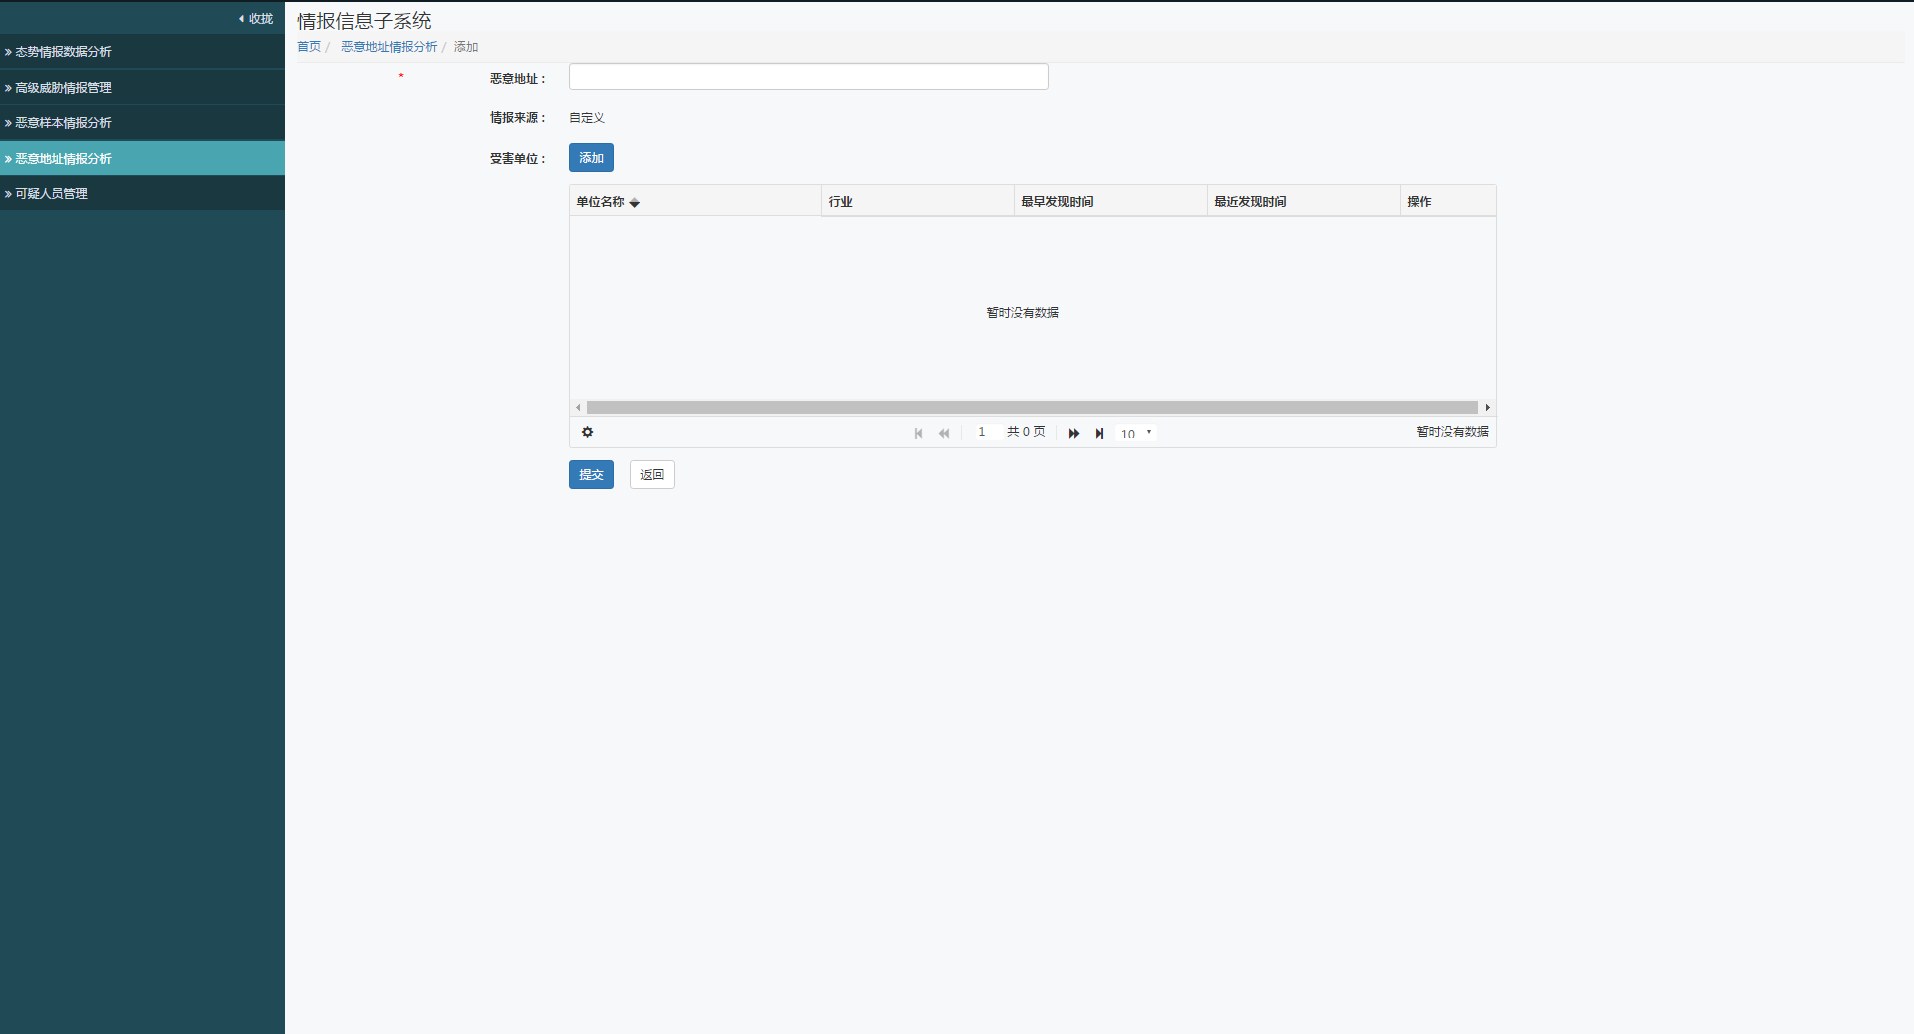 收拢
态势情报数据分析
高级威胁情报管理
恶意样本情报分析
恶意地址情报分析
可疑人员管理
情报信息子系统
首页 / 恶意地址情报分析 / 添加
* 恶意地址：
情报来源： 自定义
受害单位： 添加
单位名称 行业 最早发现时间 最近发现时间 操作
暂时没有数据
1 共 0 页 10 暂时没有数据
提交 返回